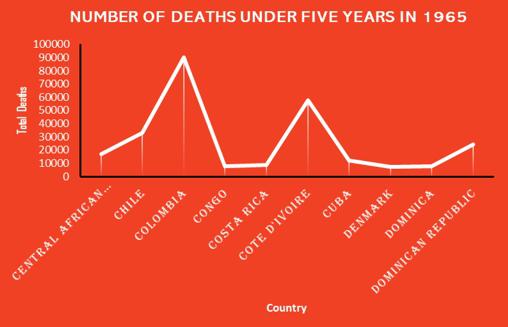 NUMBER OF DEATHS UNDER FIVE YEARS IN 1965
100000
90000
80000
70000
60000
50000
40000
30000
20000
10000
0
Total Deaths
CENTRAL AFRICAN...
CHILE
COLOMBIA
CONGO
COSTA RICA
COTE D'IVOIRE
CUBA
DENMARK
DOMINICA
DOMINICAN REPUBLIC
Country